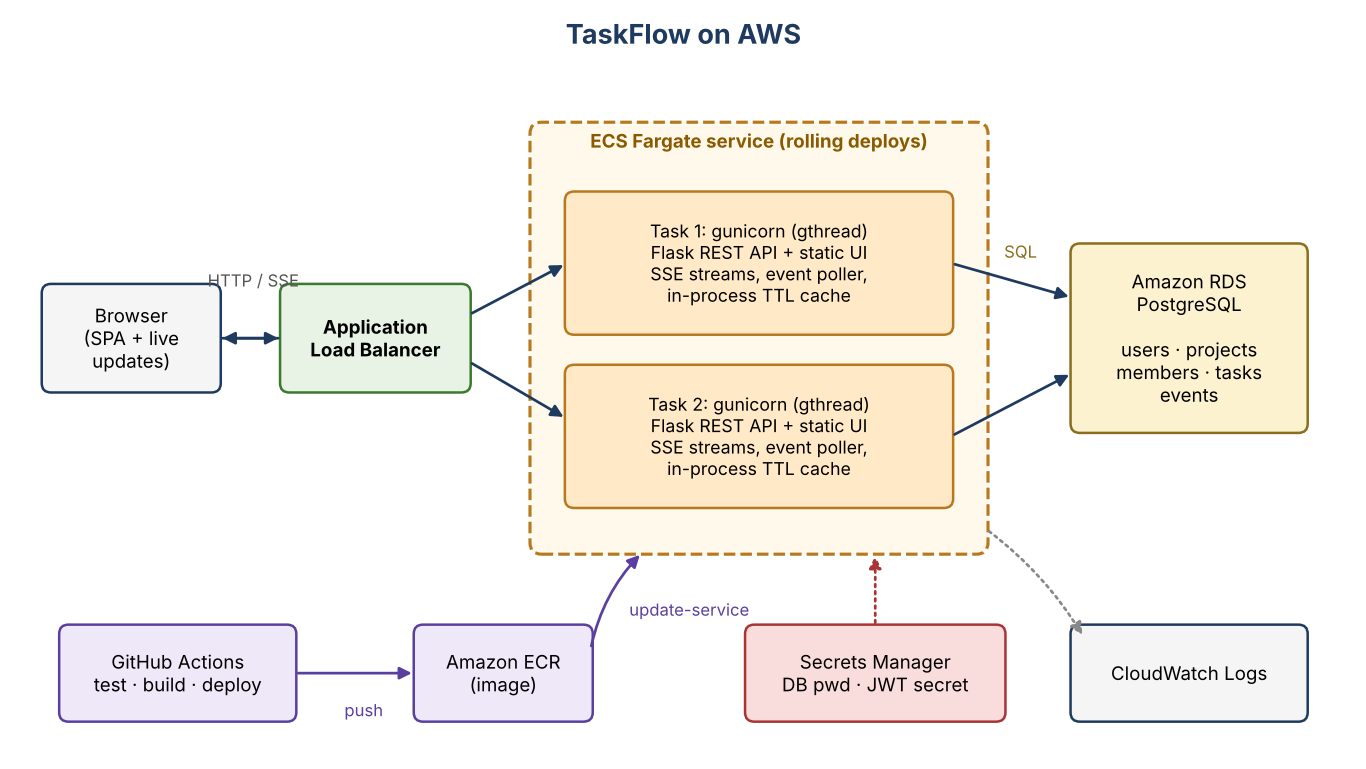 TaskFlow on AWS
ECS Fargate service (rolling deploys)
Task 1: gunicorn (gthread)
Flask REST API + static UI
SSE streams, event poller,
in-process TTL cache
SQL
HTTP / SSE
Browser
(SPA + live
updates)
Application
Load Balancer
Amazon RDS
PostgreSQL
users · projects
members · tasks
events
Task 2: gunicorn (gthread)
Flask REST API + static UI
SSE streams, event poller,
in-process TTL cache
update-service
GitHub Actions
test · build · deploy
push
Amazon ECR
(image)
Secrets Manager
DB pwd · JWT secret
CloudWatch Logs